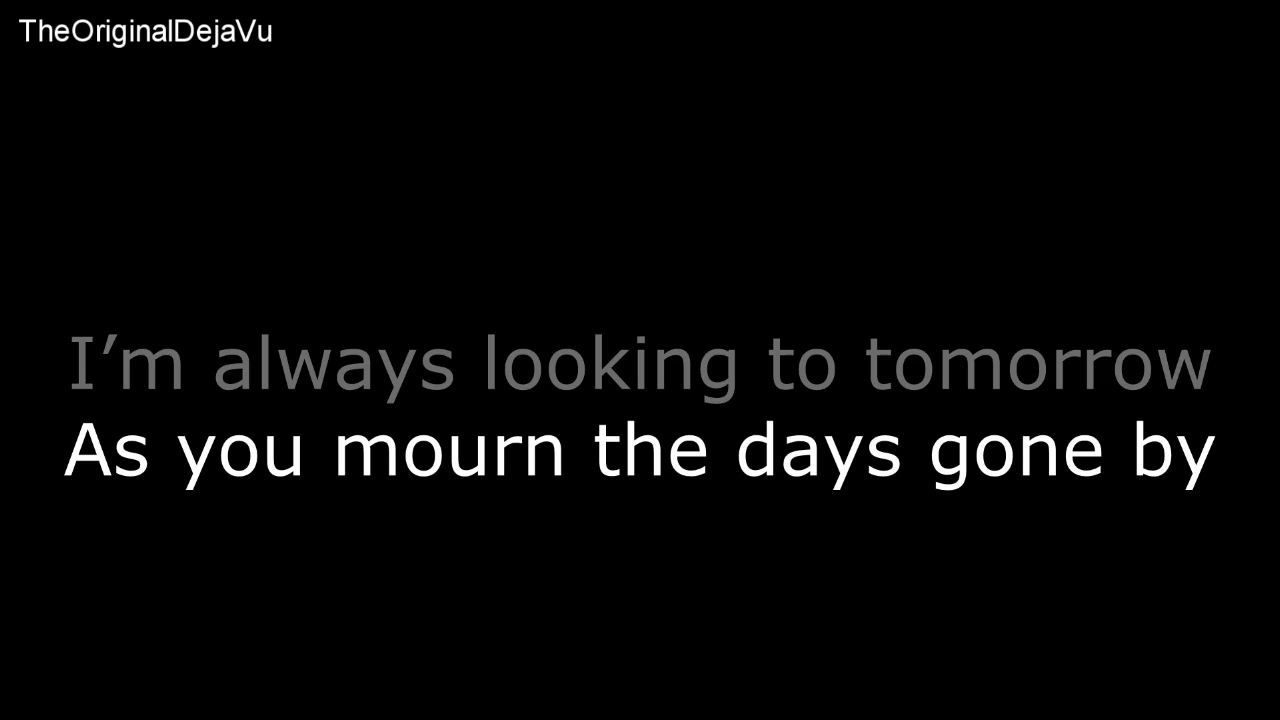 TheOriginalDejaVu
I’m always looking to tomorrow
As you mourn the days gone by